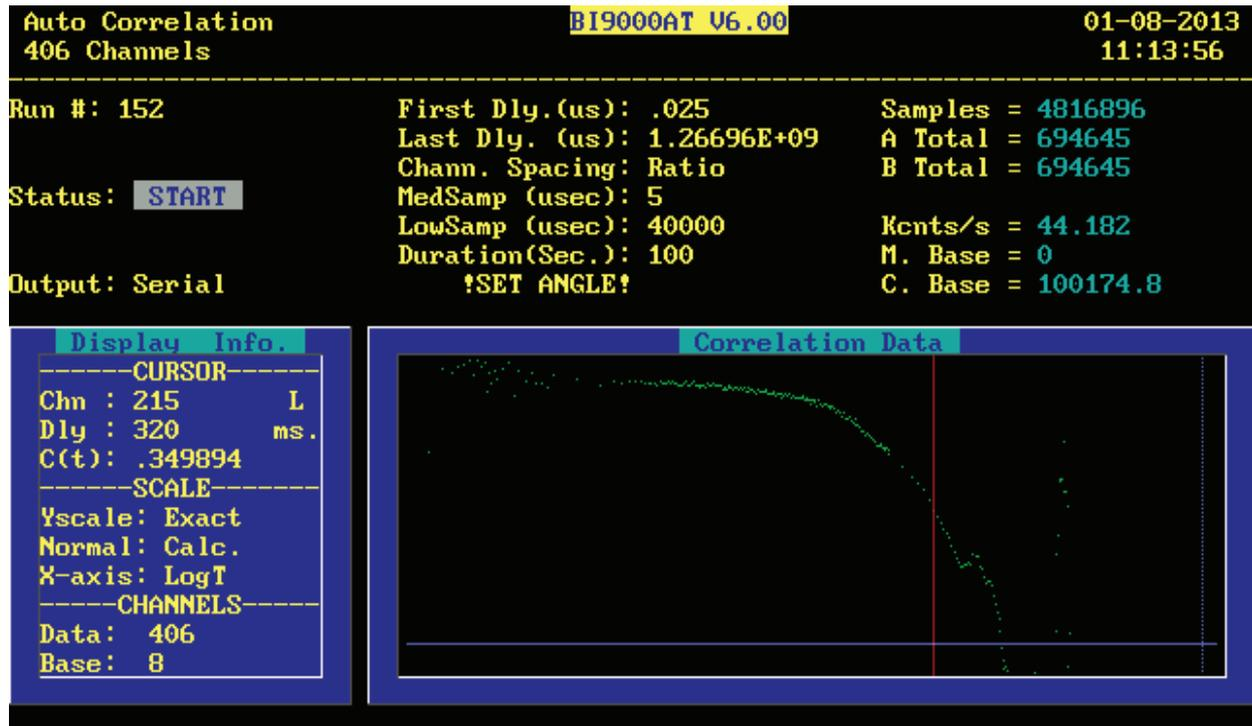 Auto Correlation BI9000AT V6.00 01-08-2013
406 Channels 11:13:56
Run #: 152 First Dly.(us): .025 Samples = 4816896
Last Dly. (us): 1.26696E+09 A Total = 694645
Chann. Spacing: Ratio B Total = 694645
Status: START MedSamp (usec): 5
LowSamp (usec): 40000 Kcnts/s = 44.182
Duration(Sec.): 100 M. Base = 0
Output: Serial !SET ANGLE! C. Base = 100174.8
Display Info. Correlation Data
------CURSOR------
Chn : 215 L
Dly : 320 ms.
C(t): .349894
------SCALE-------
Yscale: Exact
Normal: Calc.
X-axis: LogT
-----CHANNELS-----
Data: 406
Base: 8